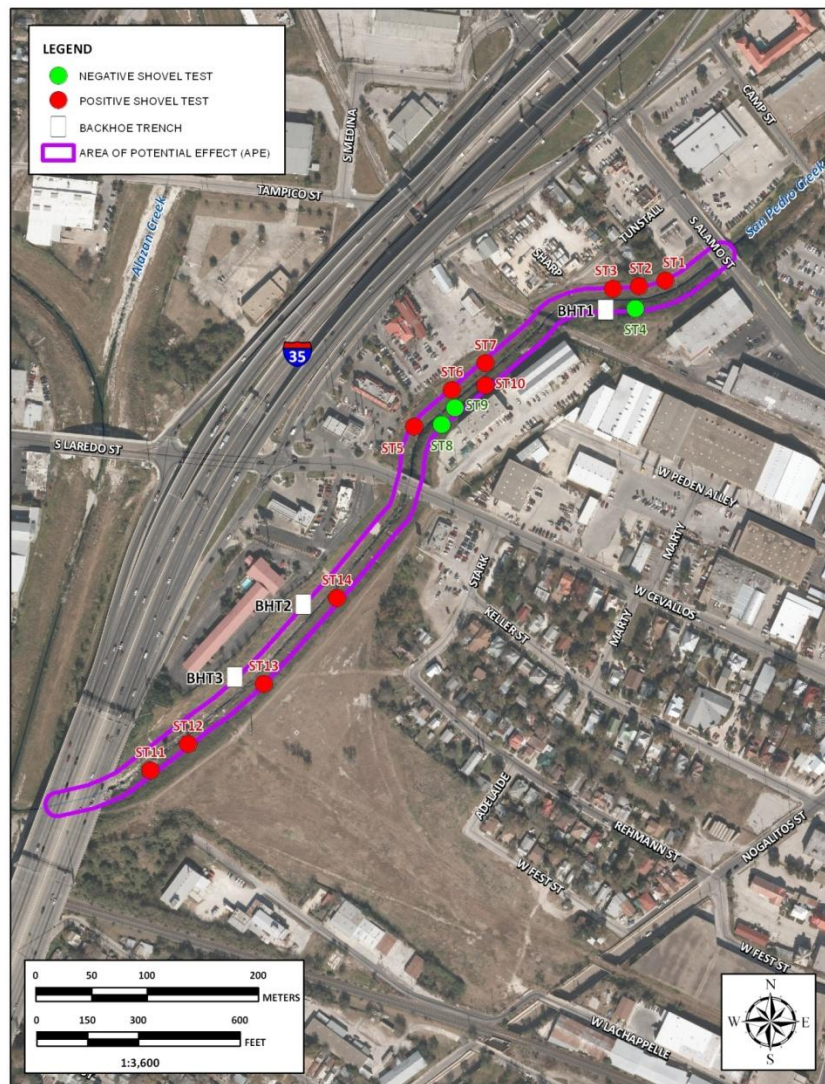 LEGEND
NEGATIVE SHOVEL TEST
POSITIVE SHOVEL TEST
BACKHOE TRENCH
AREA OF POTENTIAL EFFECT (APE)
S MEDINA
CAMP ST
TAMPICO ST
Alazan Creek
San Pedro Creek
TUNSTALL
S ALAMO ST
SHARP
ST3
ST2
ST1
BHT1
ST4
35
ST7
ST6
ST10
ST9
ST5
ST8
S LAREDO ST
W PEDEN ALLEY
MARTY
STARK
W CEVALLOS
BHT2
ST14
KELLER ST
MARTY
BHT3
ST13
ST12
ST11
ADELAIDE
REHMANN ST
NOGALITOS ST
W FEST ST
W FEST ST
0 50 100 200
METERS
0 150 300 600
FEET
1:3,600
W LACHAPPELLE
N
W E
S